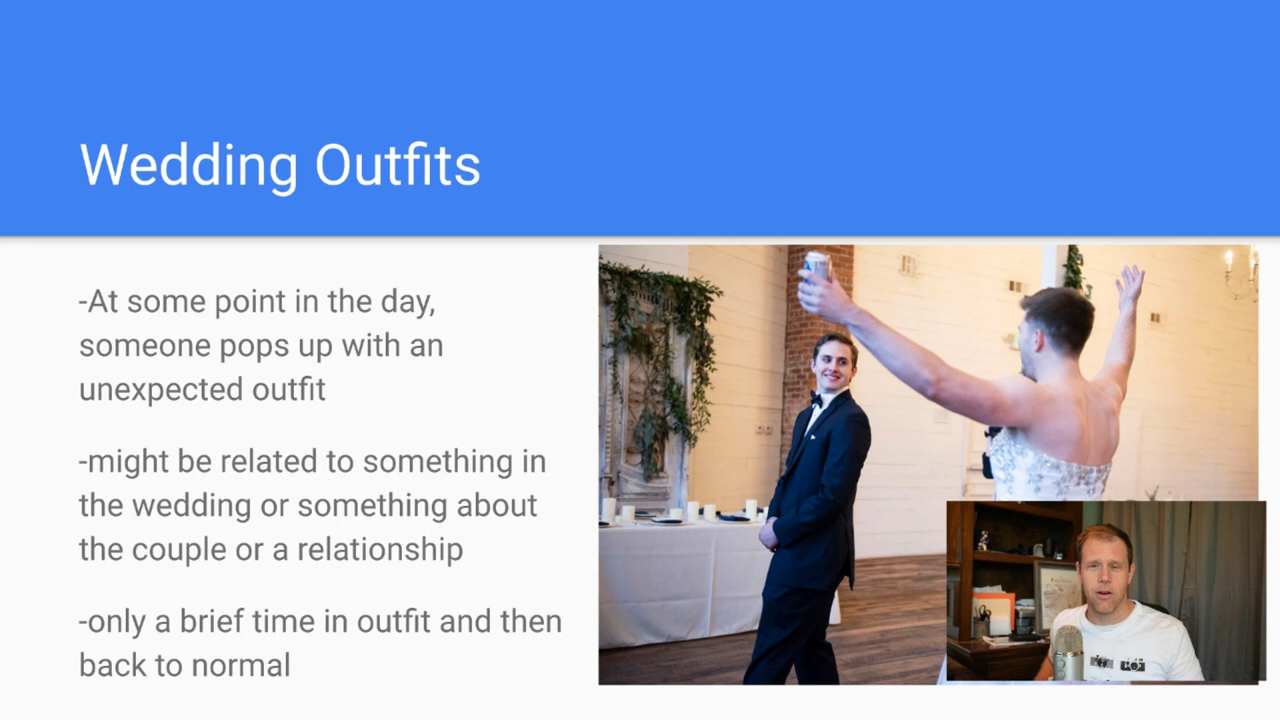 Wedding Outfits
-At some point in the day,
someone pops up with an
unexpected outfit
-might be related to something in
the wedding or something about
the couple or a relationship
-only a brief time in outfit and then
back to normal